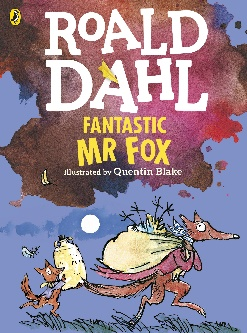 ROALD
DAHL
FANTASTIC
MR FOX
illustrated by Quentin Blake